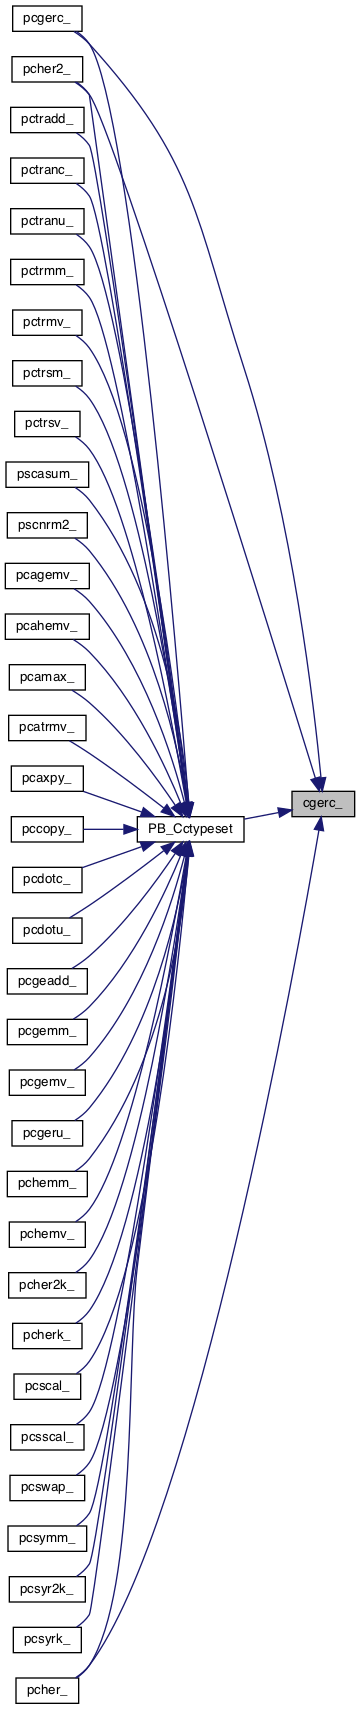 pcgerc_
pcher2_
pctradd_
pctranc_
pctranu_
pctrmm_
pctrmv_
pctrsm_
pctrsv_
pscasum_
pscnrm2_
pcagemv_
pcahemv_
pcamax_
pcatrmv_
pcaxpy_
cgerc_
pccopy_
PB_Cctypeset
pcdotc_
pcdotu_
pcgeadd_
pcgemm_
pcgemv_
pcgeru_
pchemm_
pchemv_
pcher2k_
pcherk_
pcscal_
pcsscal_
pcswap_
pcsymm_
pcsyr2k_
pcsyrk_
pcher_